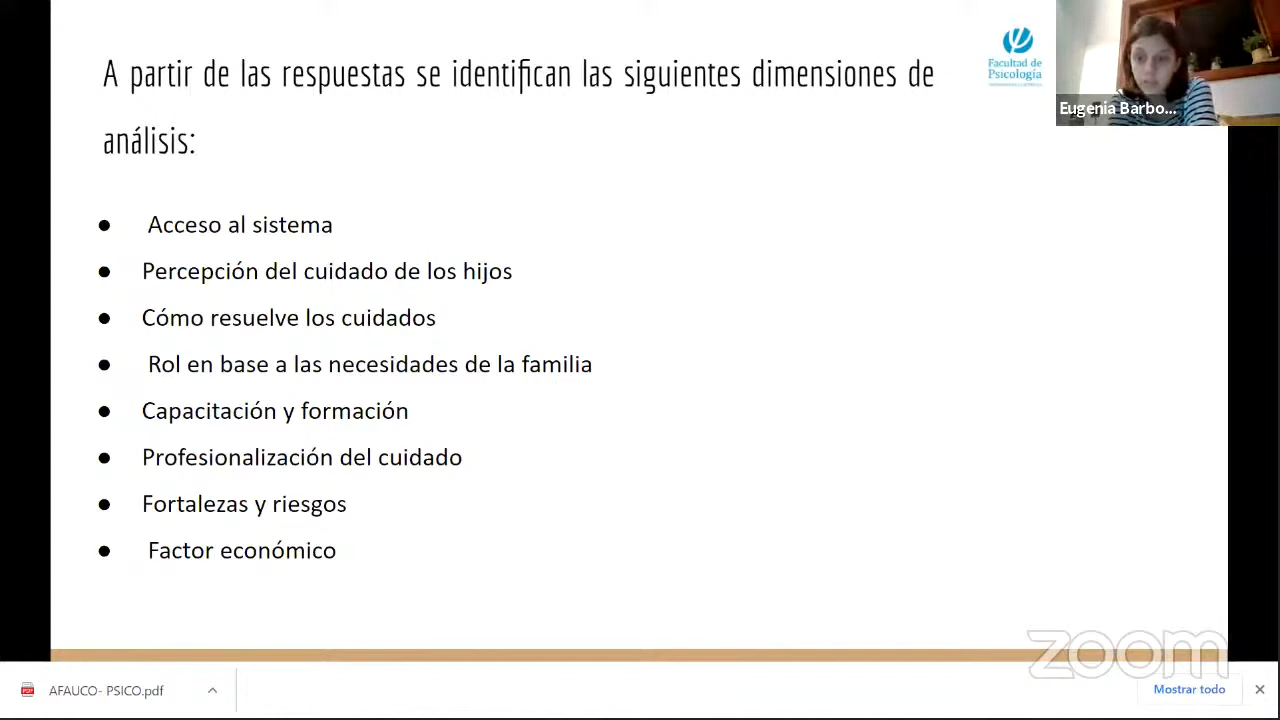 A partir de las respuestas se identifican las siguientes dimensiones de
análisis:
Facultad de
Psicología
Eugenia Barbo...
● Acceso al sistema
● Percepción del cuidado de los hijos
● Cómo resuelve los cuidados
● Rol en base a las necesidades de la familia
● Capacitación y formación
● Profesionalización del cuidado
● Fortalezas y riesgos
● Factor económico
zoom
PDF
AFAUCO- PSICO.pdf
Mostrar todo